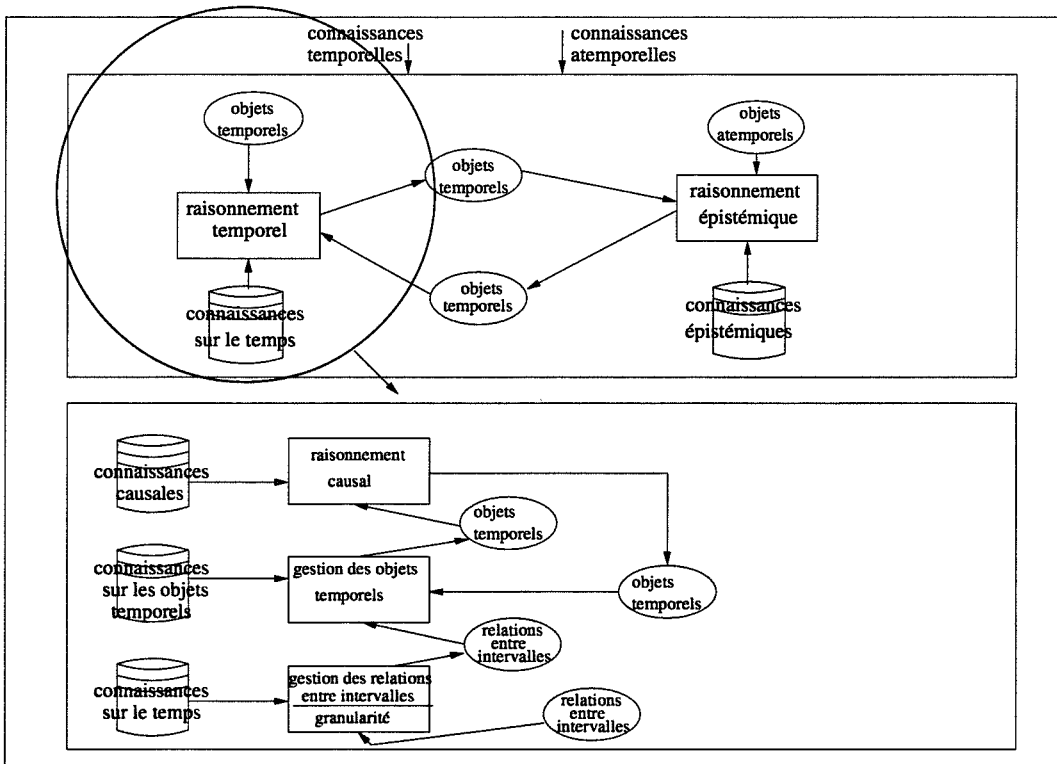 connaissances
temporelles
connaissances
atemporelles
objets
temporels
objets
atemporels
objets
temporels
raisonnement
temporel
raisonnement
épistémique
objets
temporels
connaissances
sur le temps
connaissances
épistémiques
raisonnement
causal
connaissances
causales
objets
temporels
connaissances
sur les objets
temporels
gestion des objets
temporels
objets
temporels
relations
entre
intervalles
connaissances
sur le temps
gestion des relations
entre intervalles
granularité
relations
entre
intervalles